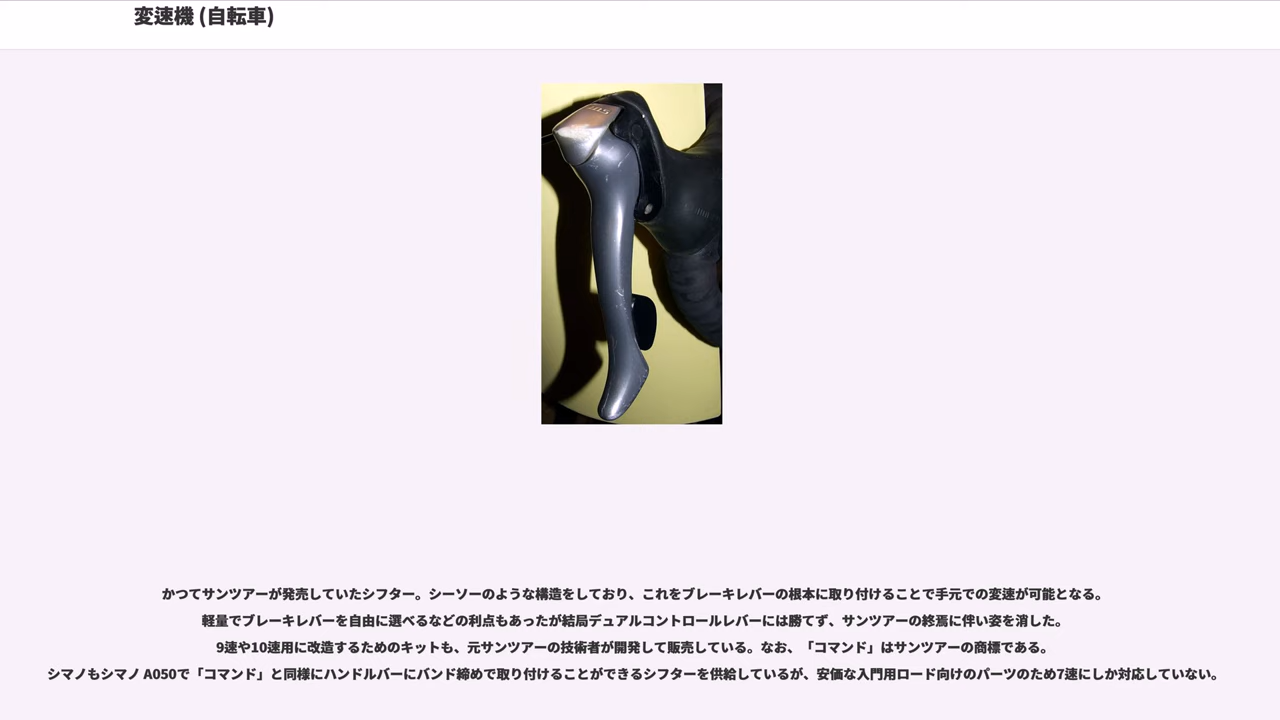 変速機 (自転車)
かつてサンツアーが発売していたシフター。シーソーのような構造をしており、これをブレーキレバーの根本に取り付けることで手元での変速が可能となる。
軽量でブレーキレバーを自由に選べるなどの利点もあったが結局デュアルコントロールレバーには勝てず、サンツアーの終焉に伴い姿を消した。
9速や10速用に改造するためのキットも、元サンツアーの技術者が開発して販売している。なお、「コマンド」はサンツアーの商標である。
シマノもシマノ A050で「コマンド」と同様にハンドルバーにバンド締めで取り付けることができるシフターを供給しているが、安価な入門用ロード向けのパーツのため7速にしか対応していない。